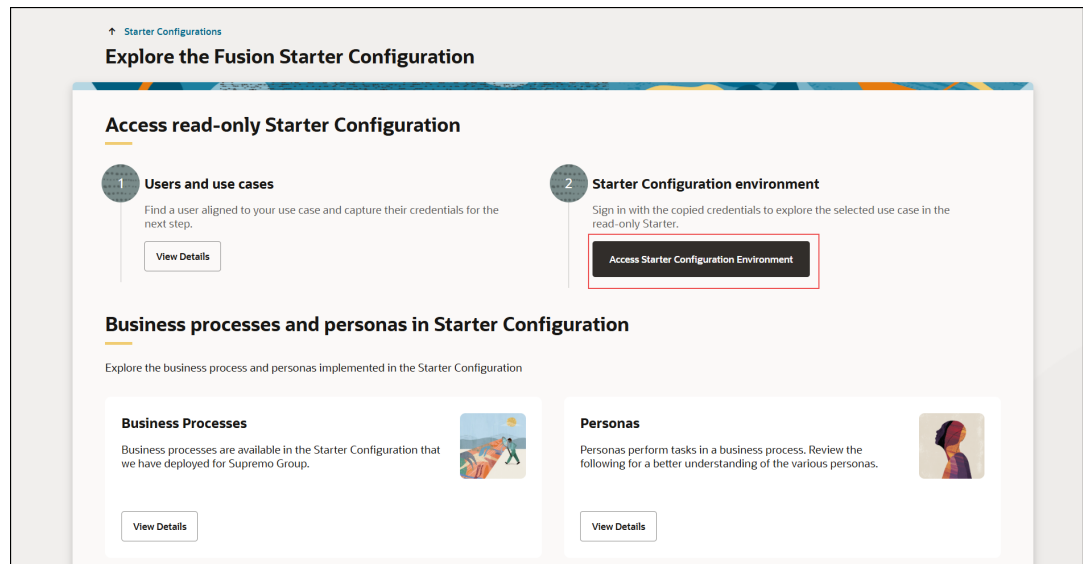 ↑ Starter Configurations
Explore the Fusion Starter Configuration
Access read-only Starter Configuration
1
Users and use cases
Find a user aligned to your use case and capture their credentials for the
next step.
View Details
2
Starter Configuration environment
Sign in with the copied credentials to explore the selected use case in the
read-only Starter.
Access Starter Configuration Environment
Business processes and personas in Starter Configuration
Explore the business process and personas implemented in the Starter Configuration
Business Processes
Business processes are available in the Starter Configuration that
we have deployed for Supremo Group.
View Details
Personas
Personas perform tasks in a business process. Review the
following for a better understanding of the various personas.
View Details